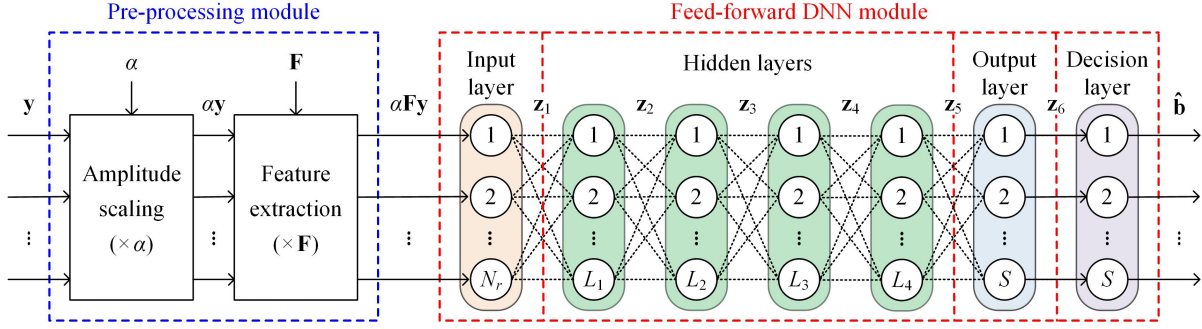 Pre-processing module
Feed-forward DNN module
α
F
Input layer
Hidden layers
Output layer
Decision layer
y
αy
αFy
z₁
z₂
z₃
z₄
z₅
z₆
b̂
Amplitude
scaling
(× α)
Feature
extraction
(× F)
1 1 1 1 1 1 1
2 2 2 2 2 2 2
⋮ ⋮ ⋮ ⋮ ⋮ ⋮ ⋮ ⋮ ⋮ ⋮ ⋮
Nᵣ L₁ L₂ L₃ L₄ S S